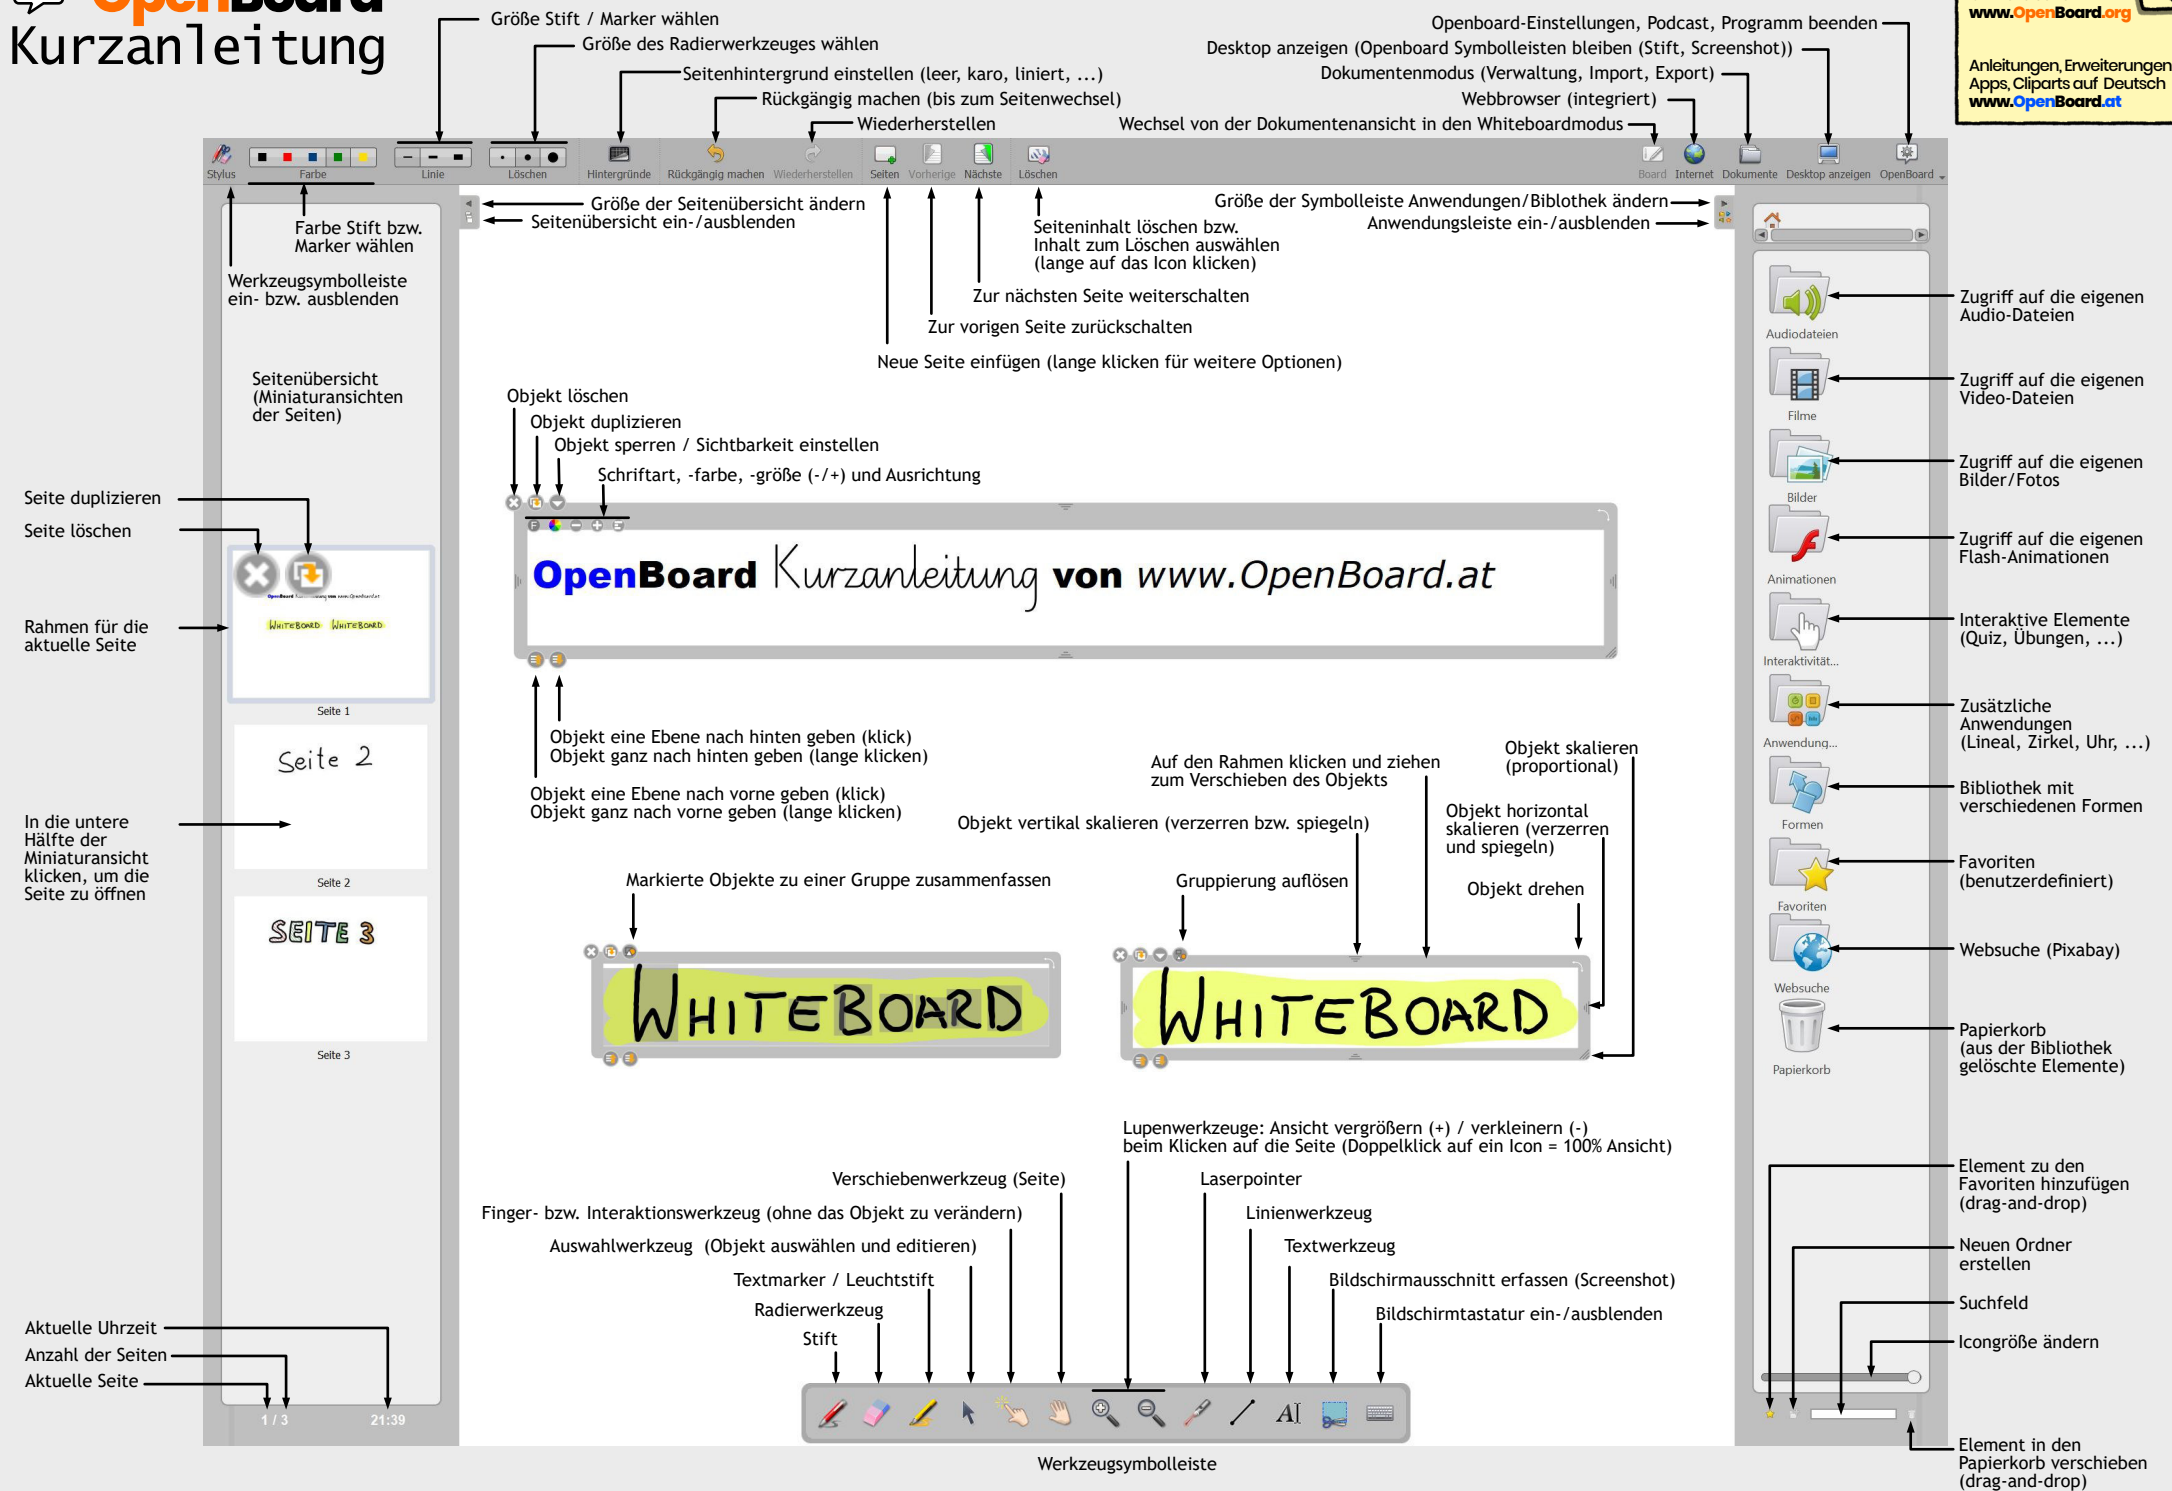 OpenBoard
Kurzanleitung
Größe Stift / Marker wählen
Größe des Radierwerkzeuges wählen
Seitenhintergrund einstellen (leer, karo, liniert, ...)
Rückgängig machen (bis zum Seitenwechsel)
Wiederherstellen
Openboard-Einstellungen, Podcast, Programm beenden
Desktop anzeigen (Openboard Symbolleisten bleiben (Stift, Screenshot))
Dokumentenmodus (Verwaltung, Import, Export)
Webbrowser (integriert)
Wechsel von der Dokumentenansicht in den Whiteboardmodus
www.OpenBoard.org
Anleitungen, Erweiterungen
Apps, Cliparts auf Deutsch
www.OpenBoard.at
Stylus
Farbe
Linie
Löschen
Hintergründe
Rückgängig machen
Wiederherstellen
Seiten
Vorherige
Nächste
Löschen
Board
Internet
Dokumente
Desktop anzeigen
OpenBoard
Farbe Stift bzw.
Marker wählen
Werkzeugsymbolleiste
ein- bzw. ausblenden
Größe der Seitenübersicht ändern
Seitenübersicht ein-/ausblenden
Seiteninhalt löschen bzw.
Inhalt zum Löschen auswählen
(lange auf das Icon klicken)
Zur nächsten Seite weiterschalten
Zur vorigen Seite zurückschalten
Neue Seite einfügen (lange klicken für weitere Optionen)
Größe der Symbolleiste Anwendungen/Biblothek ändern
Anwendungsleiste ein-/ausblenden
Seitenübersicht
(Miniaturansichten
der Seiten)
Seite duplizieren
Seite löschen
Rahmen für die
aktuelle Seite
OpenBoard Kurzanleitung von www.OpenBoard.at
WHITEBOARD WHITEBOARD
Seite 1
Seite 2
Seite 2
In die untere
Hälfte der
Miniaturansicht
klicken, um die
Seite zu öffnen
SEITE 3
Seite 3
Objekt löschen
Objekt duplizieren
Objekt sperren / Sichtbarkeit einstellen
Schriftart, -farbe, -größe (-/+) und Ausrichtung
F
OpenBoard Kurzanleitung von www.OpenBoard.at
Objekt eine Ebene nach hinten geben (klick)
Objekt ganz nach hinten geben (lange klicken)
Objekt eine Ebene nach vorne geben (klick)
Objekt ganz nach vorne geben (lange klicken)
Auf den Rahmen klicken und ziehen
zum Verschieben des Objekts
Objekt skalieren
(proportional)
Objekt vertikal skalieren (verzerren bzw. spiegeln)
Objekt horizontal
skalieren (verzerren
und spiegeln)
Markierte Objekte zu einer Gruppe zusammenfassen
Gruppierung auflösen
Objekt drehen
WHITEBOARD
WHITEBOARD
Lupenwerkzeuge: Ansicht vergrößern (+) / verkleinern (-)
beim Klicken auf die Seite (Doppelklick auf ein Icon = 100% Ansicht)
Verschiebenwerkzeug (Seite)
Finger- bzw. Interaktionswerkzeug (ohne das Objekt zu verändern)
Auswahlwerkzeug (Objekt auswählen und editieren)
Textmarker / Leuchtstift
Radierwerkzeug
Stift
Laserpointer
Linienwerkzeug
Textwerkzeug
Bildschirmausschnitt erfassen (Screenshot)
Bildschirmtastatur ein-/ausblenden
AI
Werkzeugsymbolleiste
Aktuelle Uhrzeit
Anzahl der Seiten
Aktuelle Seite
1 / 3
21:39
Audiodateien
Zugriff auf die eigenen
Audio-Dateien
Filme
Zugriff auf die eigenen
Video-Dateien
Bilder
Zugriff auf die eigenen
Bilder/Fotos
Animationen
Zugriff auf die eigenen
Flash-Animationen
Interaktivität...
Interaktive Elemente
(Quiz, Übungen, ...)
Anwendung...
Zusätzliche
Anwendungen
(Lineal, Zirkel, Uhr, ...)
Formen
Bibliothek mit
verschiedenen Formen
Favoriten
Favoriten
(benutzerdefiniert)
Websuche
Websuche (Pixabay)
Papierkorb
Papierkorb
(aus der Bibliothek
gelöschte Elemente)
Element zu den
Favoriten hinzufügen
(drag-and-drop)
Neuen Ordner
erstellen
Suchfeld
Icongröße ändern
Element in den
Papierkorb verschieben
(drag-and-drop)